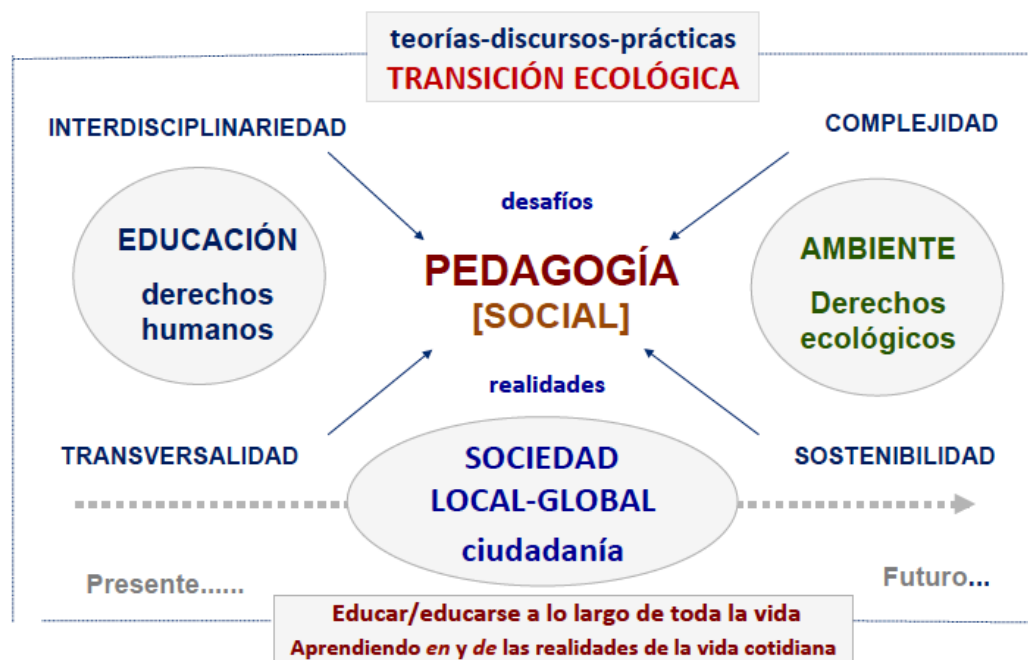 teorías-discursos-prácticas
TRANSICIÓN ECOLÓGICA
INTERDISCIPLINARIEDAD
COMPLEJIDAD
desafíos
EDUCACIÓN
derechos
humanos
PEDAGOGÍA
[SOCIAL]
AMBIENTE
Derechos
ecológicos
realidades
TRANSVERSALIDAD
SOCIEDAD
LOCAL-GLOBAL
ciudadanía
SOSTENIBILIDAD
Presente......
Futuro...
Educar/educarse a lo largo de toda la vida
Aprendiendo en y de las realidades de la vida cotidiana